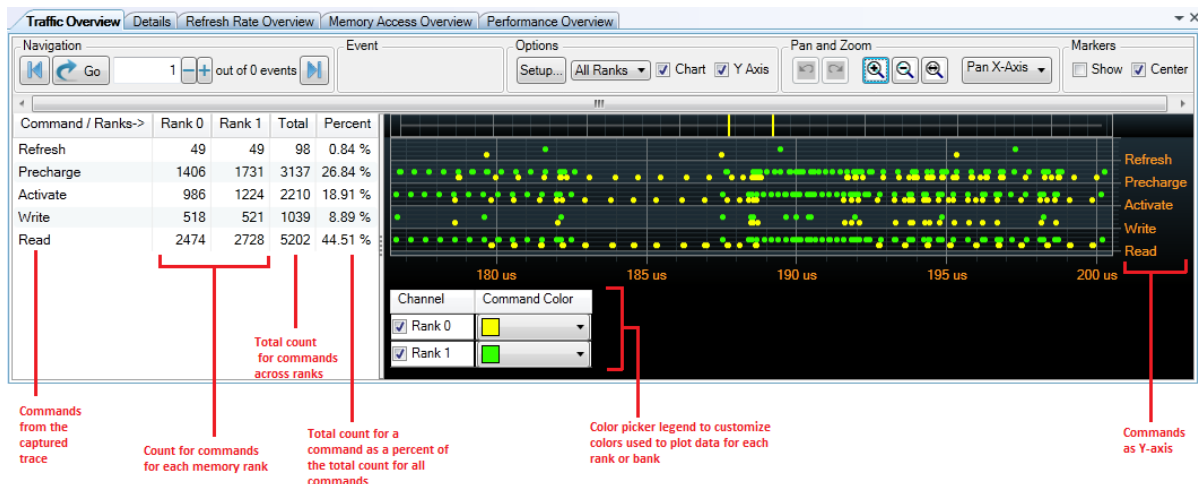 Traffic Overview Details Refresh Rate Overview Memory Access Overview Performance Overview
Navigation Event Options Pan and Zoom Markers
Go 1 out of 0 events Setup... All Ranks Chart Y Axis Pan X-Axis Show Center
Command / Ranks-> Rank 0 Rank 1 Total Percent
Refresh 49 49 98 0.84 %
Precharge 1406 1731 3137 26.84 %
Activate 986 1224 2210 18.91 %
Write 518 521 1039 8.89 %
Read 2474 2728 5202 44.51 %
Refresh
Precharge
Activate
Write
Read
180 us 185 us 190 us 195 us 200 us
Channel Command Color
Rank 0
Rank 1
Total count
for commands
across ranks
Commands
from the
captured
trace
Count for commands
for each memory rank
Total count for a
command as a percent of
the total count for all
commands
Color picker legend to customize
colors used to plot data for each
rank or bank
Commands
as Y-axis